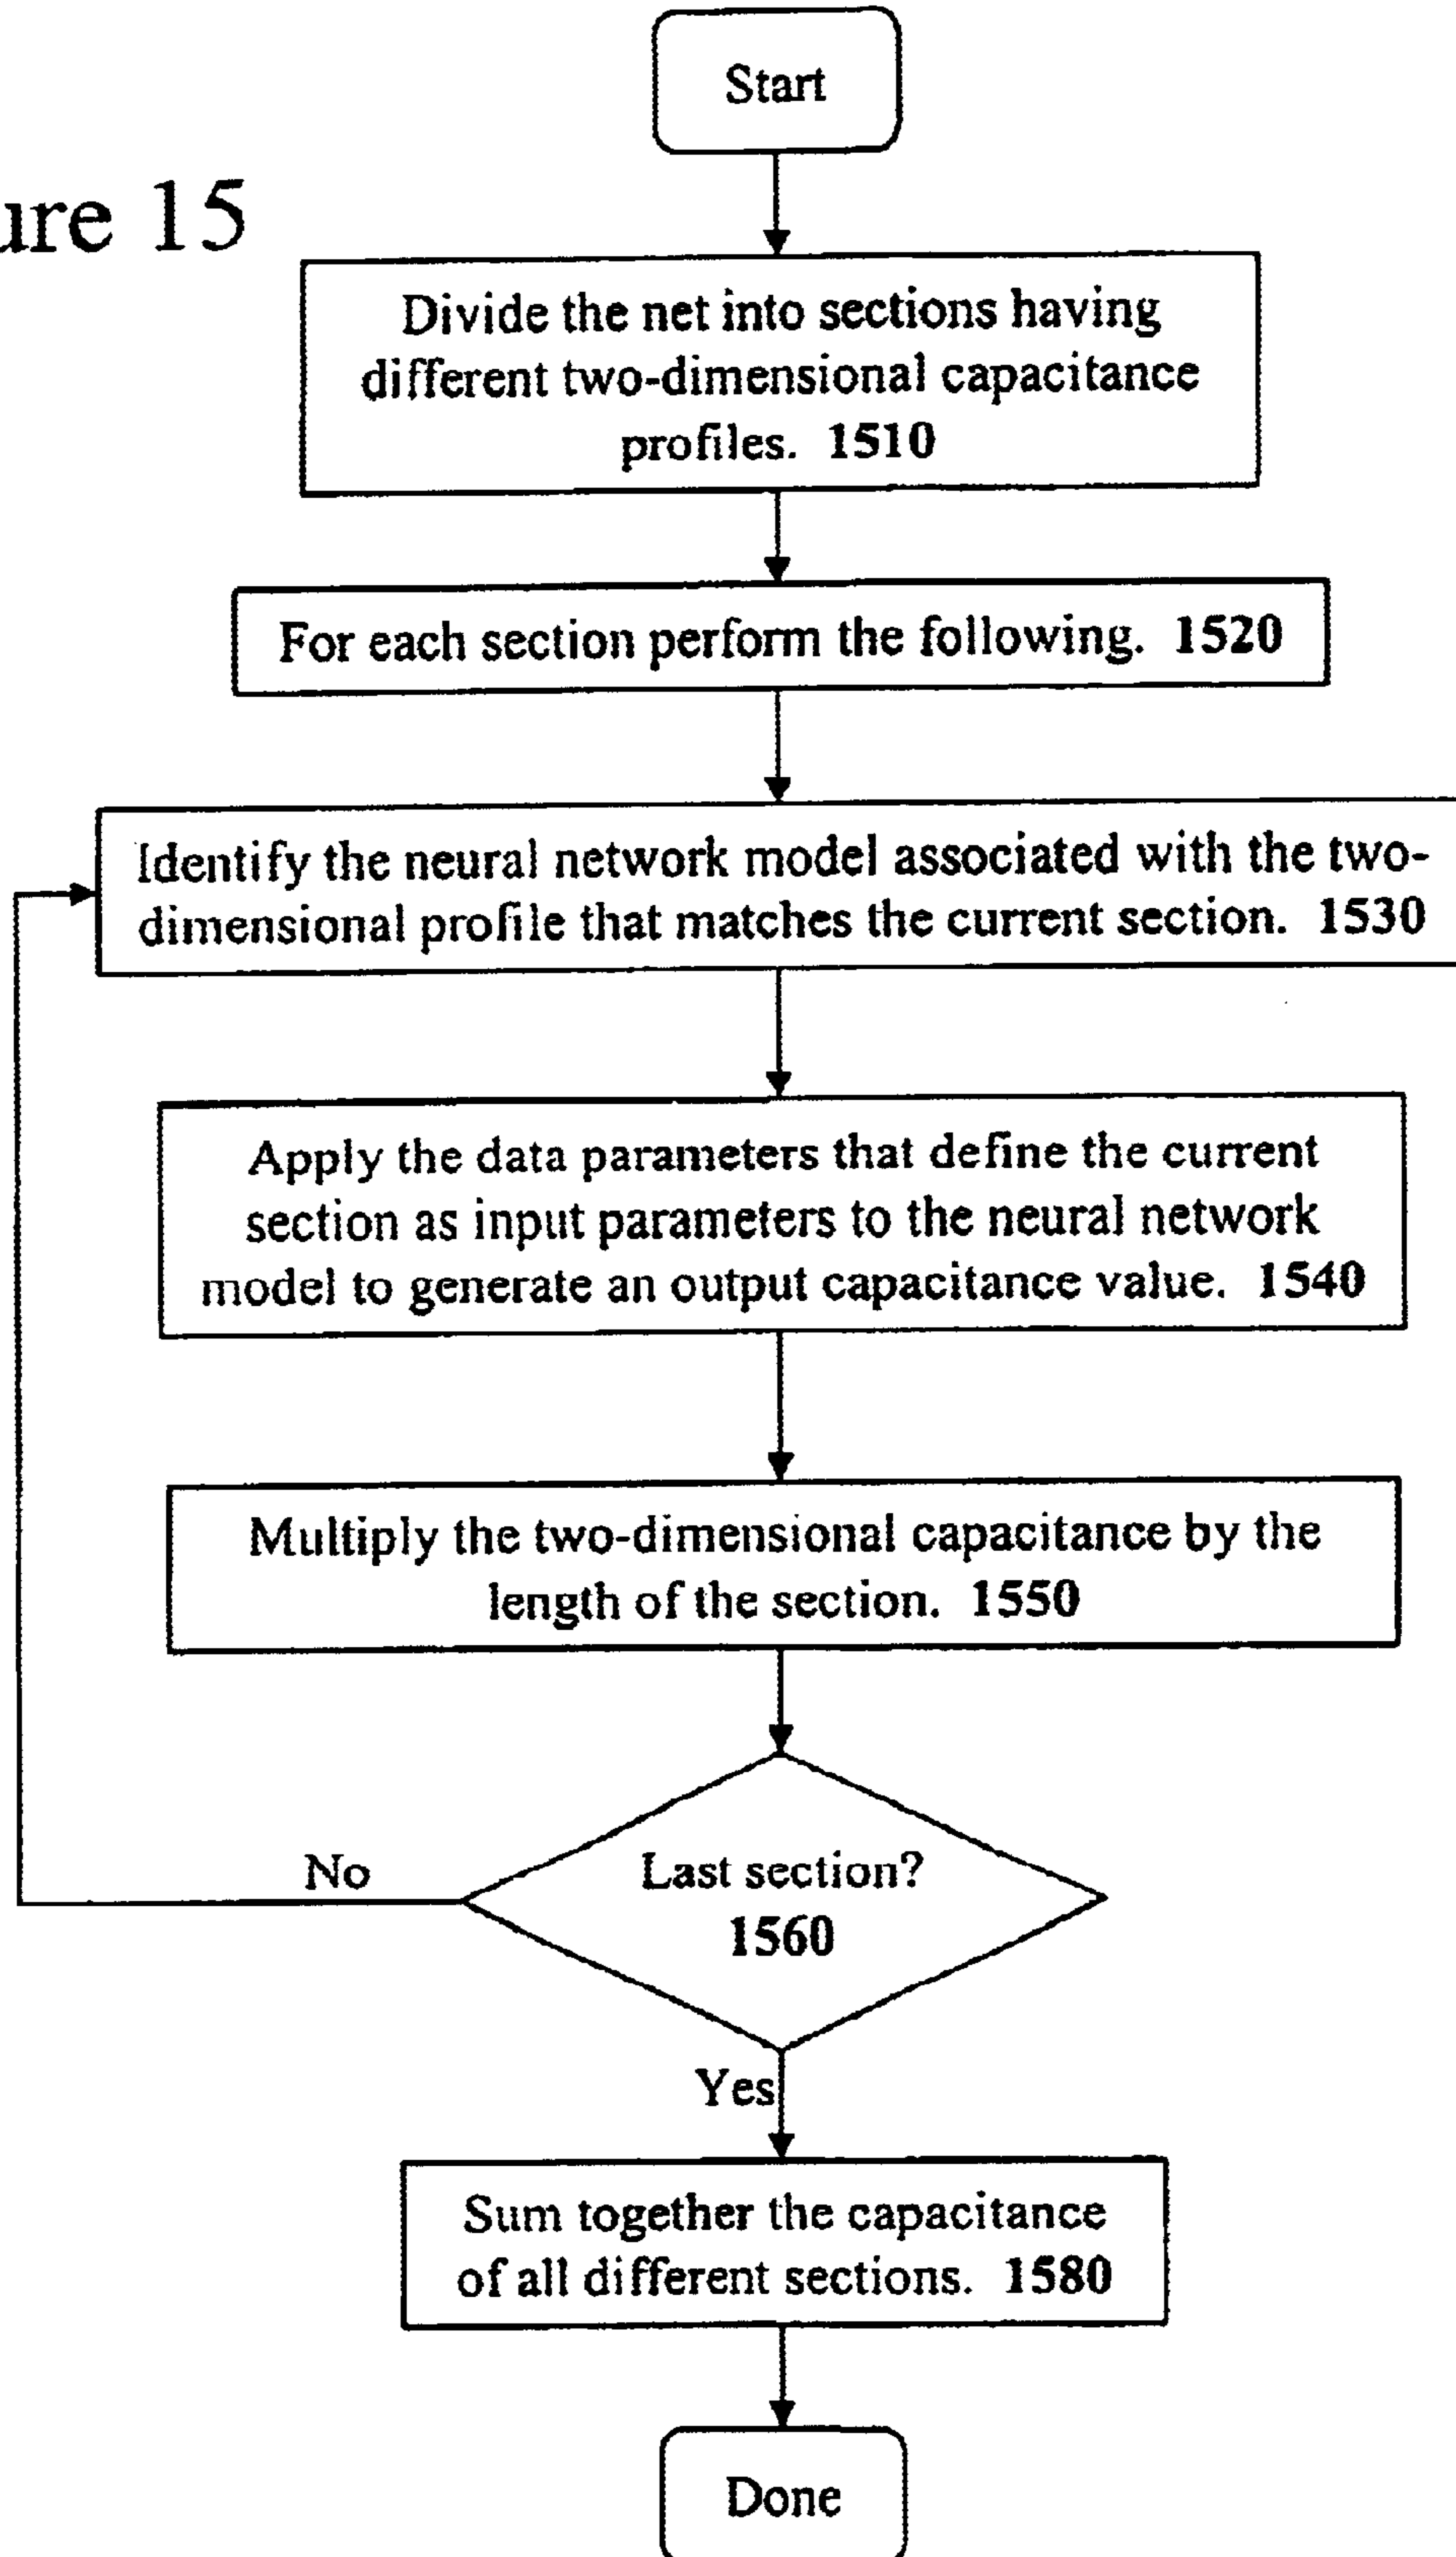 Start
ure 15
Divide the net into sections having
different two-dimensional capacitance
profiles. 1510
For each section perform the following. 1520
Identify the neural network model associated with the two-
dimensional profile that matches the current section. 1530
Apply the data parameters that define the current
section as input parameters to the neural network
model to generate an output capacitance value. 1540
Multiply the two-dimensional capacitance by the
length of the section. 1550
No
Last section?
1560
Yes
Sum together the capacitance
of all different sections. 1580
Done